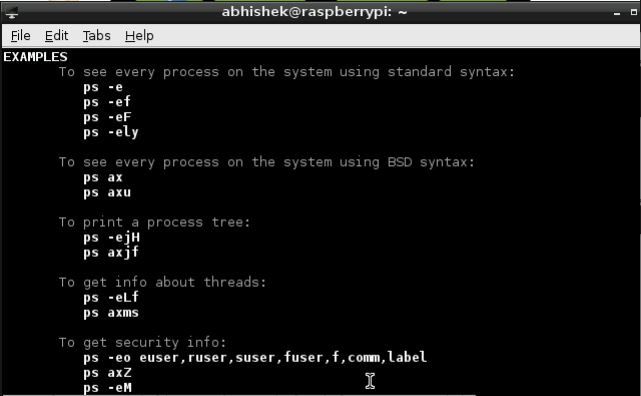 abhishek@raspberrypi: ~
File Edit Tabs Help
EXAMPLES
To see every process on the system using standard syntax:
ps -e
ps -ef
ps -eF
ps -ely
To see every process on the system using BSD syntax:
ps ax
ps axu
To print a process tree:
ps -ejH
ps axjf
To get info about threads:
ps -eLf
ps axms
To get security info:
ps -eo euser,ruser,suser,fuser,f,comm,label
ps axZ
ps -eM